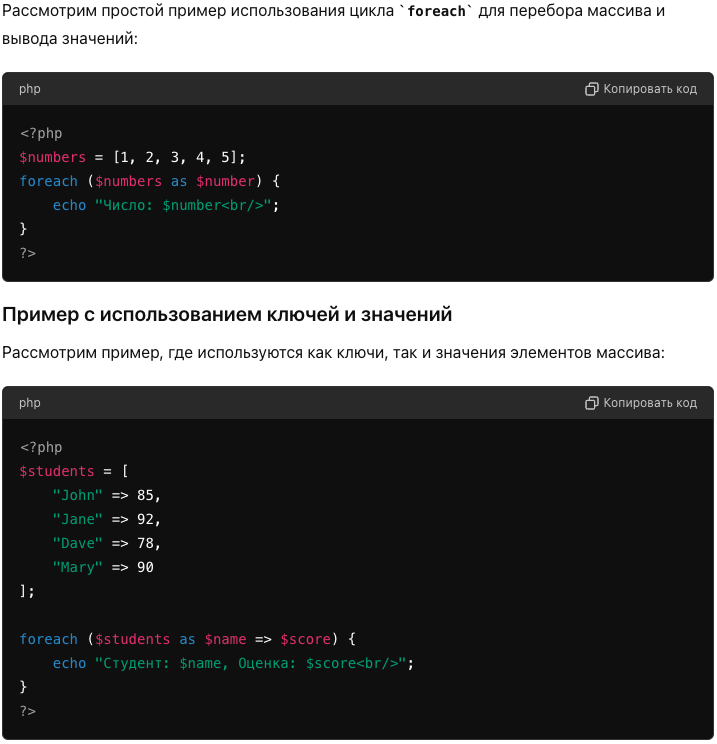 Рассмотрим простой пример использования цикла `foreach` для перебора массива и
вывода значений:
php
Копировать код
<?php
$numbers = [1, 2, 3, 4, 5];
foreach ($numbers as $number) {
    echo "Число: $number<br/>";
}
?>
Пример с использованием ключей и значений
Рассмотрим пример, где используются как ключи, так и значения элементов массива:
php
Копировать код
<?php
$students = [
    "John" => 85,
    "Jane" => 92,
    "Dave" => 78,
    "Mary" => 90
];

foreach ($students as $name => $score) {
    echo "Студент: $name, Оценка: $score<br/>";
}
?>